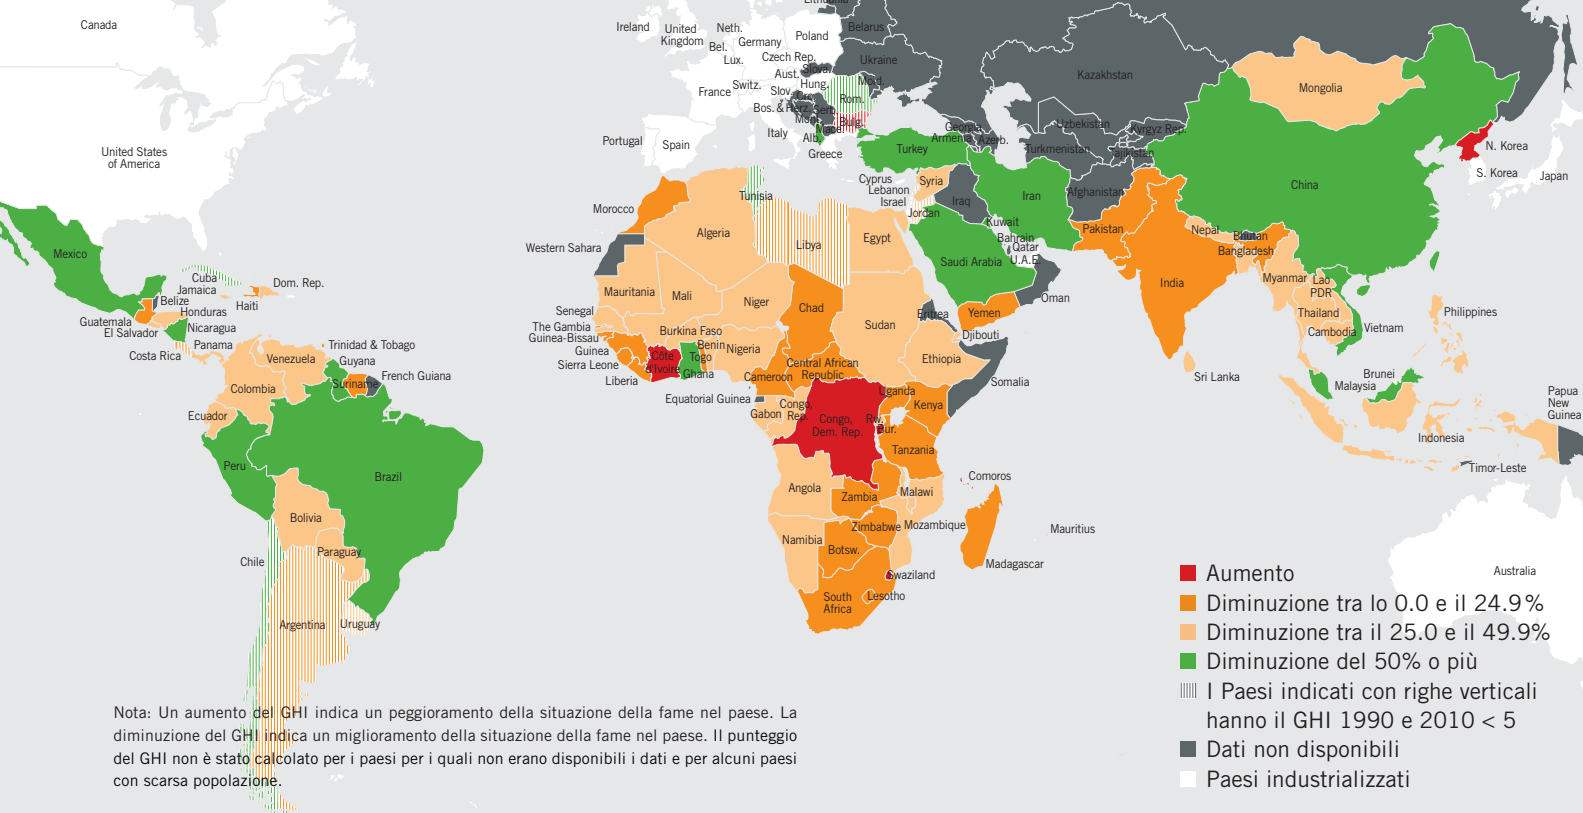 Canada
United States
of America
Mexico
Cuba
Jamaica
Dom. Rep.
Haiti
Belize
Honduras
Guatemala
El Salvador
Nicaragua
Costa Rica
Panama
Trinidad & Tobago
Venezuela
Guyana
Suriname
French Guiana
Colombia
Ecuador
Peru
Brazil
Bolivia
Paraguay
Chile
Argentina
Uruguay
Ireland
United
Kingdom
Neth.
Bel.
Lux.
Germany
Poland
Lithuania
Belarus
Ukraine
Czech Rep.
Slova.
Aust.
Hung.
Mold.
Switz.
France
Slov.
Cro.
Rom.
Bos. & Herz.
Serb.
Mont.
Bulg.
Mace.
Alb.
Italy
Portugal
Spain
Greece
Turkey
Georgia
Armenia
Azerb.
Kazakhstan
Uzbekistan
Kyrgyz Rep.
Turkmenistan
Tajikistan
Afghanistan
Mongolia
China
N. Korea
S. Korea
Japan
Cyprus
Lebanon
Israel
Syria
Jordan
Iraq
Iran
Kuwait
Bahrain
Qatar
U.A.E.
Saudi Arabia
Oman
Yemen
Pakistan
India
Nepal
Bhutan
Bangladesh
Myanmar
Lao
PDR
Thailand
Cambodia
Vietnam
Philippines
Sri Lanka
Brunei
Malaysia
Indonesia
Timor-Leste
Papua
New
Guinea
Australia
Morocco
Tunisia
Algeria
Libya
Egypt
Western Sahara
Mauritania
Mali
Niger
Chad
Sudan
Eritrea
Djibouti
Ethiopia
Somalia
Senegal
The Gambia
Guinea-Bissau
Guinea
Sierra Leone
Liberia
Burkina Faso
Côte
d'Ivoire
Ghana
Togo
Benin
Nigeria
Cameroon
Central African
Republic
Equatorial Guinea
Gabon
Congo,
Rep.
Congo,
Dem. Rep.
Uganda
Kenya
Rw.
Bur.
Tanzania
Angola
Zambia
Malawi
Mozambique
Zimbabwe
Namibia
Botsw.
Swaziland
Lesotho
South
Africa
Comoros
Mauritius
Madagascar
Aumento
Diminuzione tra lo 0.0 e il 24.9%
Diminuzione tra il 25.0 e il 49.9%
Diminuzione del 50% o più
I Paesi indicati con righe verticali
hanno il GHI 1990 e 2010 < 5
Dati non disponibili
Paesi industrializzati
Nota: Un aumento del GHI indica un peggioramento della situazione della fame nel paese. La
diminuzione del GHI indica un miglioramento della situazione della fame nel paese. Il punteggio
del GHI non è stato calcolato per i paesi per i quali non erano disponibili i dati e per alcuni paesi
con scarsa popolazione.